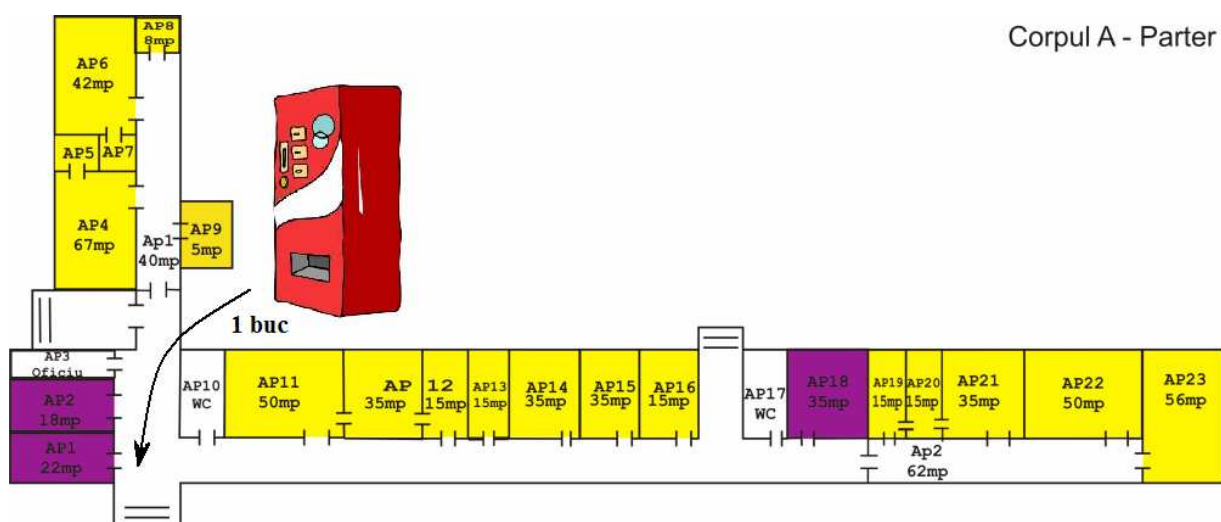 Corpul A - Parter
AP8
8mp
AP6
42mp
AP5
AP7
AP4
67mp
Ap1
40mp
AP9
5mp
1 buc
AP3
Oficiu
AP2
18mp
AP1
22mp
AP10
WC
AP11
50mp
AP 12
35mp 15mp
AP13
15mp
AP14
35mp
AP15
35mp
AP16
15mp
AP17
WC
AP18
35mp
AP19
15mp
AP20
15mp
AP21
35mp
AP22
50mp
AP23
56mp
Ap2
62mp